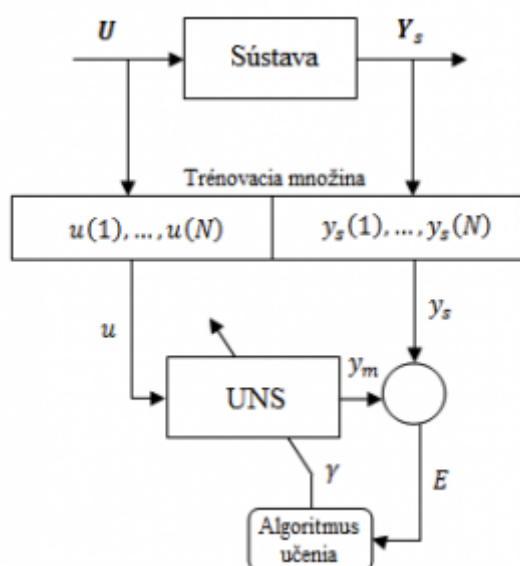 U
Y_s
Sústava
Trénovacia množina
u(1), ..., u(N)
y_s(1), ..., y_s(N)
u
y_s
y_m
UNS
γ
E
Algoritmus
učenia